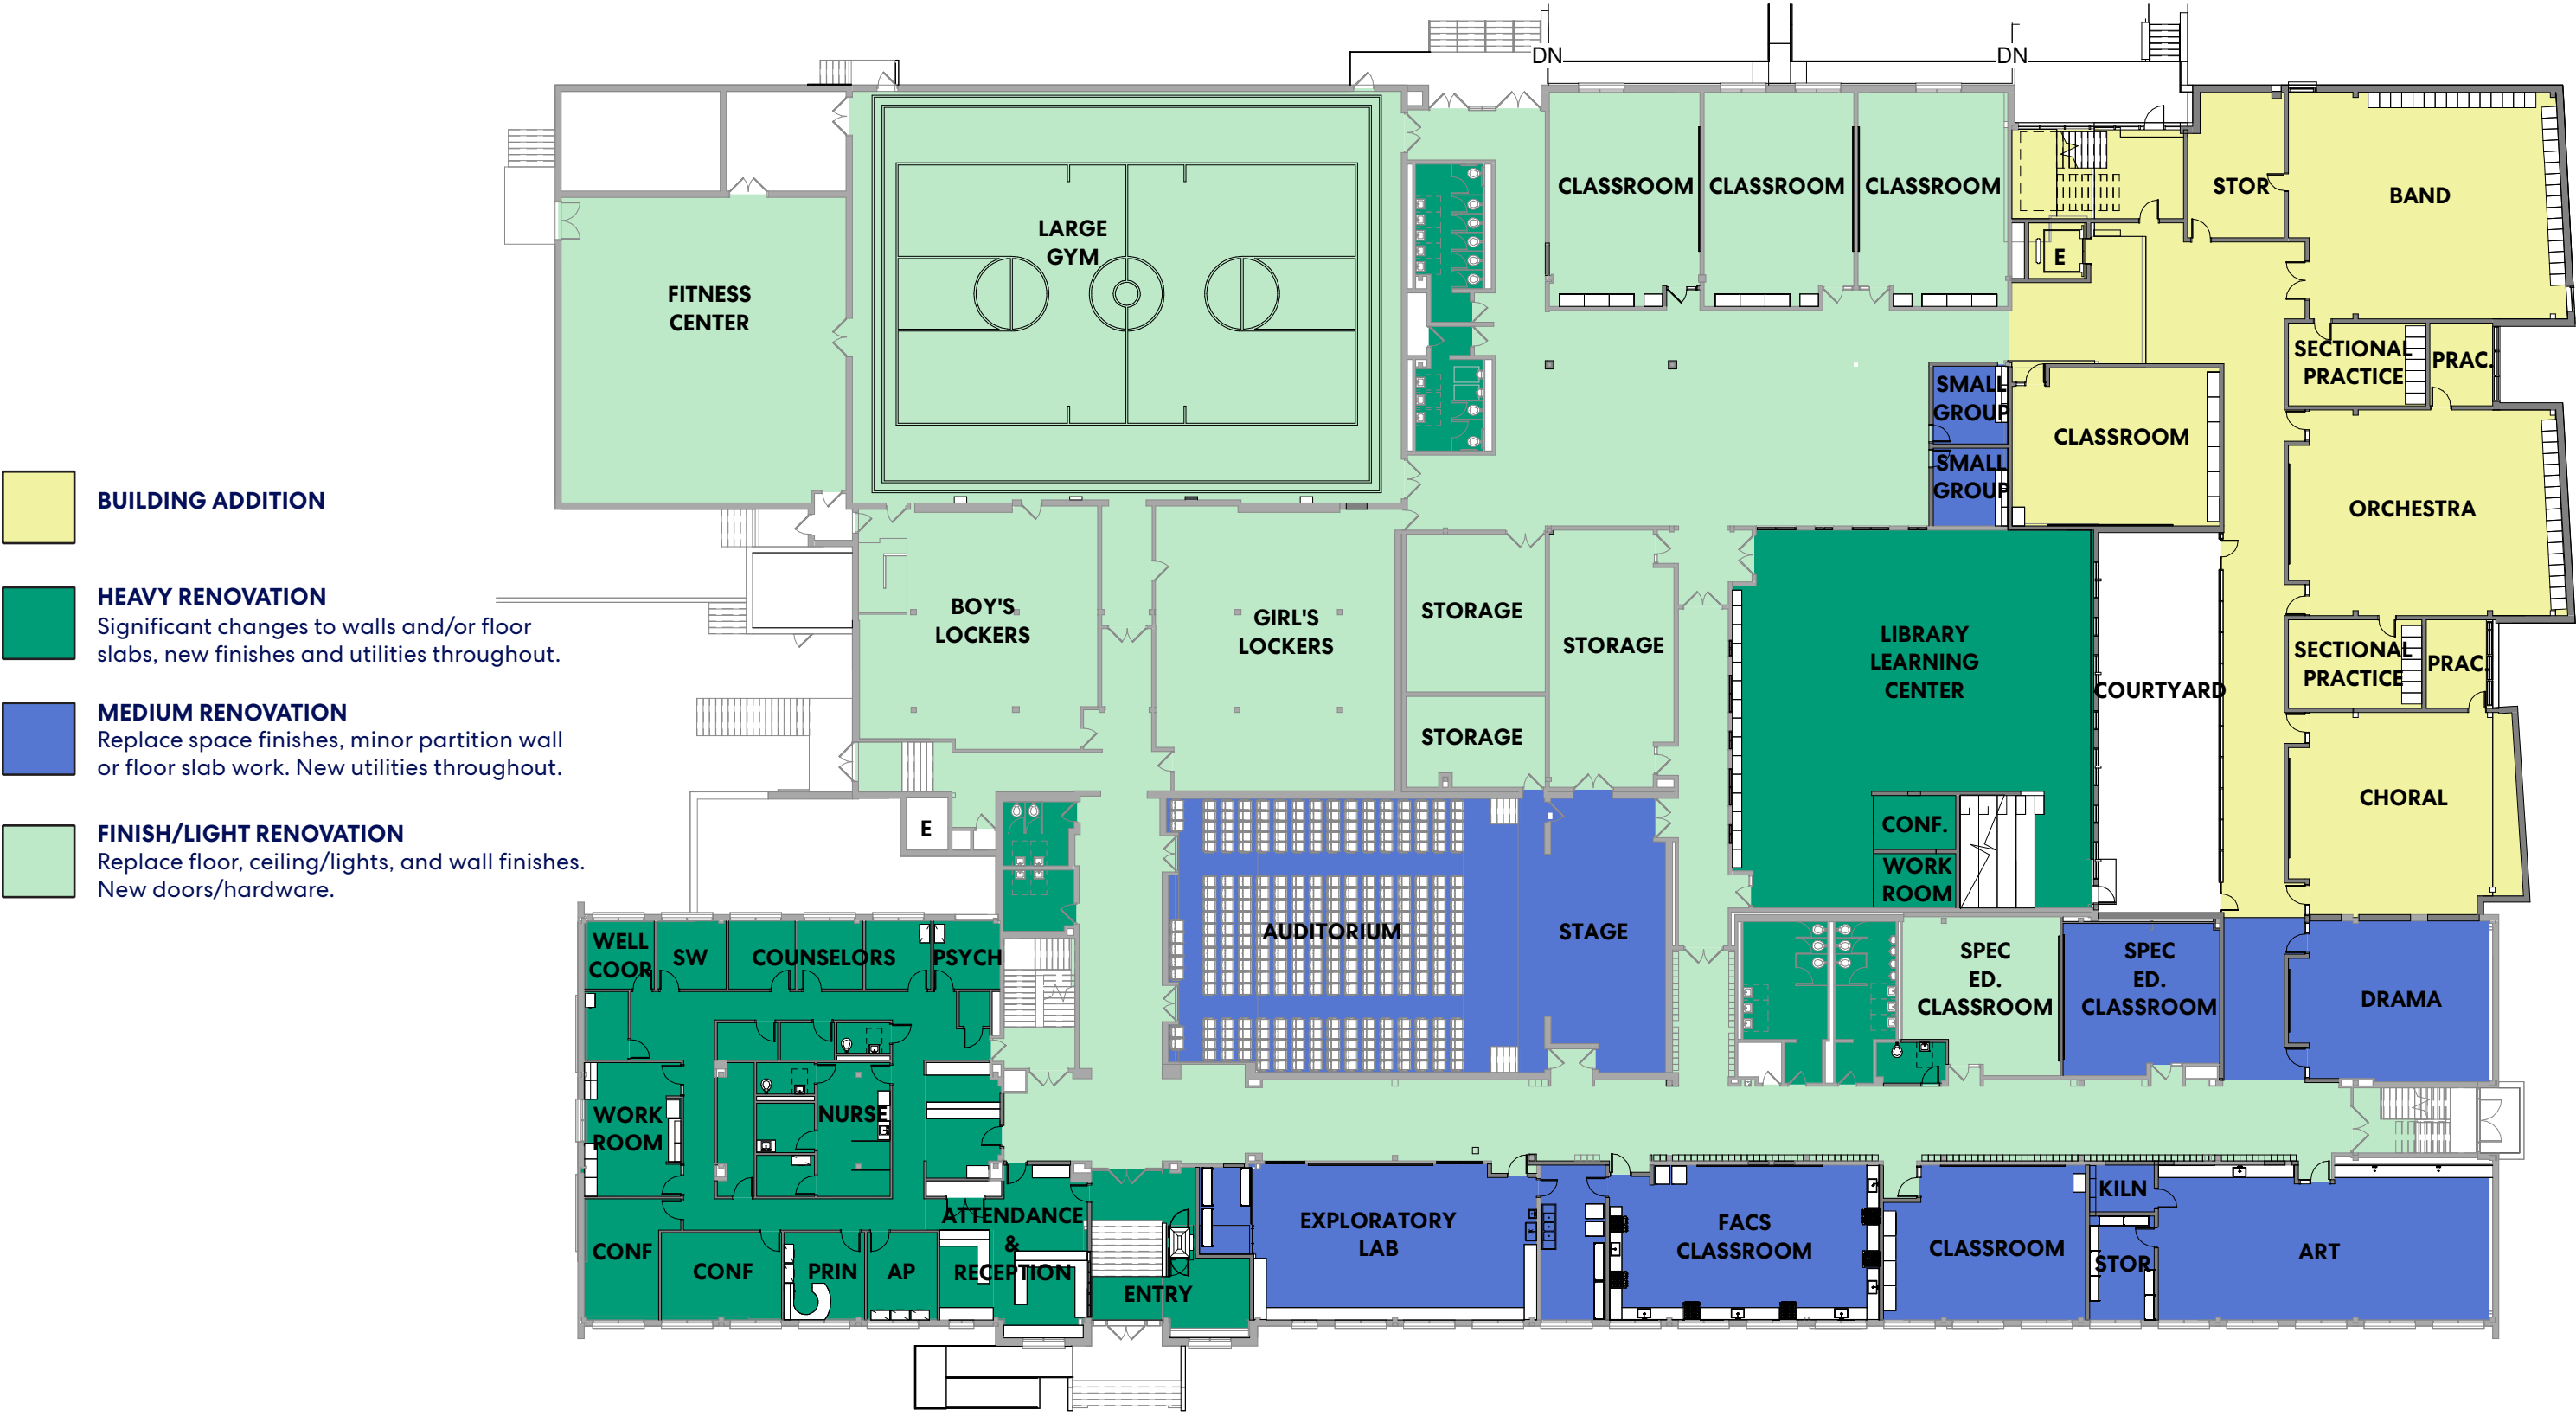 DN
DN
CLASSROOM
CLASSROOM
CLASSROOM
STOR
BAND
LARGE
GYM
E
FITNESS
CENTER
SECTIONAL
PRACTICE
PRAC.
SMALL
GROUP
SMALL
GROUP
CLASSROOM
ORCHESTRA
BUILDING ADDITION
HEAVY RENOVATION
Significant changes to walls and/or floor
slabs, new finishes and utilities throughout.
MEDIUM RENOVATION
Replace space finishes, minor partition wall
or floor slab work. New utilities throughout.
FINISH/LIGHT RENOVATION
Replace floor, ceiling/lights, and wall finishes.
New doors/hardware.
BOY'S
LOCKERS
GIRL'S
LOCKERS
STORAGE
STORAGE
STORAGE
LIBRARY
LEARNING
CENTER
COURTYARD
SECTIONAL
PRACTICE
PRAC.
CHORAL
E
CONF.
WORK
ROOM
AUDITORIUM
STAGE
SPEC
ED.
CLASSROOM
SPEC
ED.
CLASSROOM
DRAMA
WELL
COOR
SW
COUNSELORS
PSYCH
WORK
ROOM
NURSE
CONF
CONF
PRIN
AP
ATTENDANCE
&
RECEPTION
ENTRY
EXPLORATORY
LAB
FACS
CLASSROOM
CLASSROOM
KILN
STOR
ART